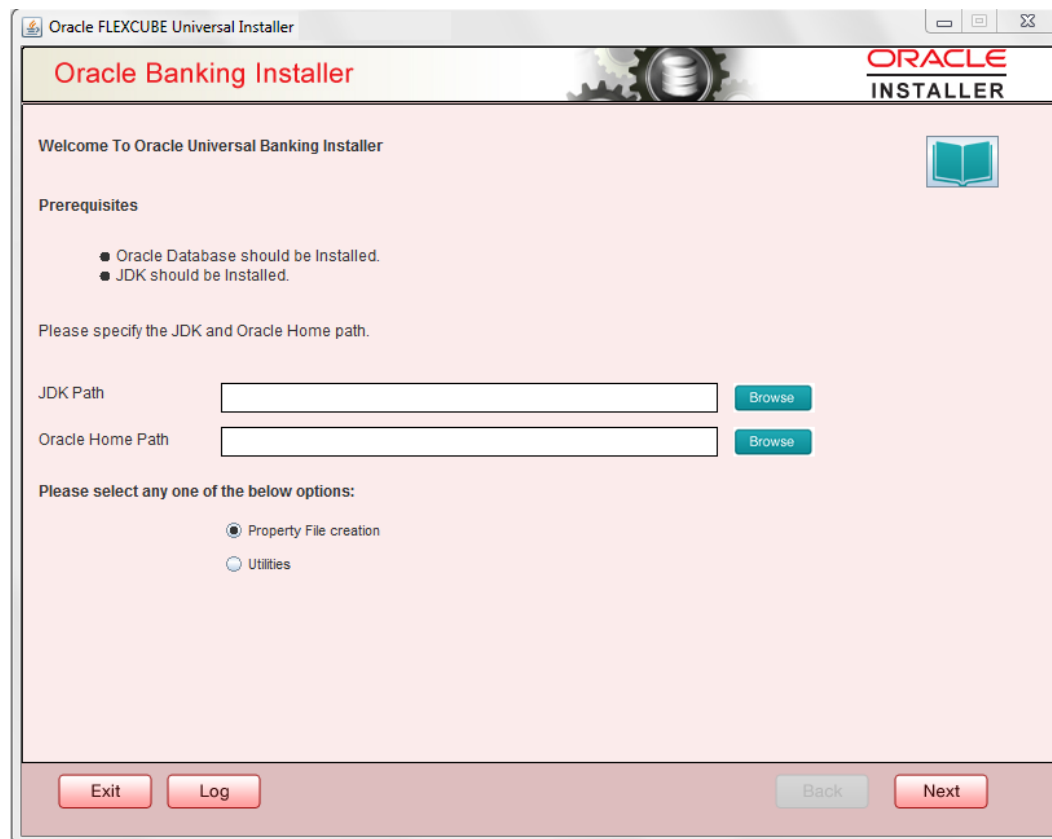 Oracle FLEXCUBE Universal Installer
Oracle Banking Installer
ORACLE
INSTALLER
Welcome To Oracle Universal Banking Installer
Prerequisites
Oracle Database should be Installed.
JDK should be Installed.
Please specify the JDK and Oracle Home path.
JDK Path
Browse
Oracle Home Path
Browse
Please select any one of the below options:
Property File creation
Utilities
Exit
Log
Back
Next